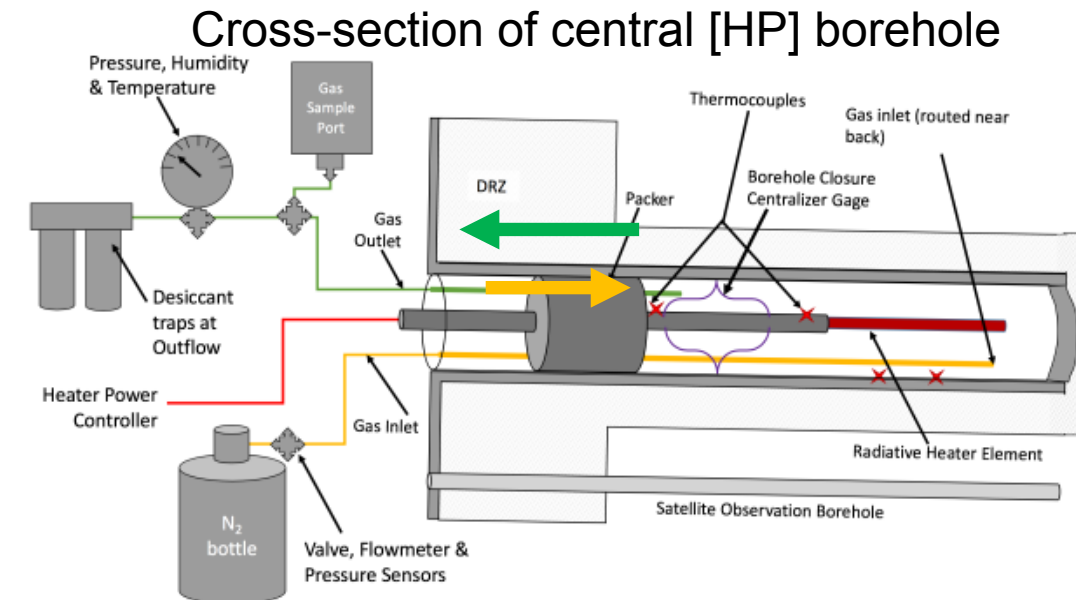 Cross-section of central [HP] borehole
Pressure, Humidity
& Temperature
Gas
Sample
Port
Thermocouples
Gas inlet (routed near
back)
DRZ
Packer
Borehole Closure
Centralizer Gage
Gas
Outlet
Desiccant
traps at
Outflow
Heater Power
Controller
Gas Inlet
Radiative Heater Element
Satellite Observation Borehole
N₂
bottle
Valve, Flowmeter &
Pressure Sensors